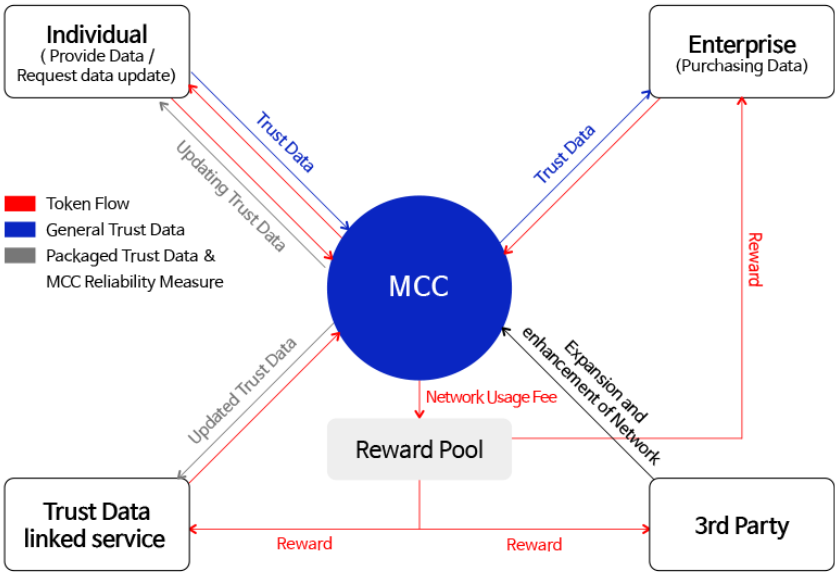 Individual
( Provide Data /
Request data update)
Enterprise
(Purchasing Data)
Trust Data
Updating Trust Data
Trust Data
Token Flow
General Trust Data
Packaged Trust Data &
MCC Reliability Measure
MCC
Reward
Updated Trust Data
Expansion and
enhancement of Network
Network Usage Fee
Reward Pool
Trust Data
linked service
Reward
Reward
3rd Party